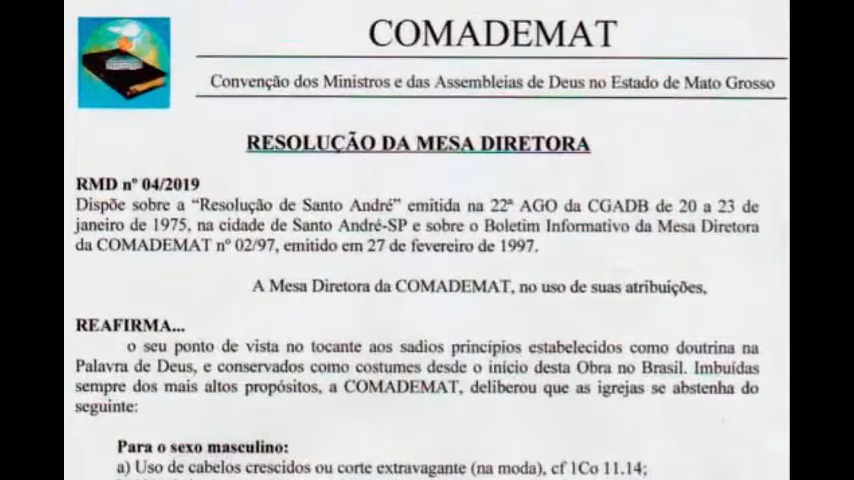 COMADEMAT
Convenção dos Ministros e das Assembleias de Deus no Estado de Mato Grosso
RESOLUÇÃO DA MESA DIRETORA
RMD nº 04/2019
Dispõe sobre a “Resolução de Santo André” emitida na 22ª AGO da CGADB de 20 a 23 de
janeiro de 1975, na cidade de Santo André-SP e sobre o Boletim Informativo da Mesa Diretora
da COMADEMAT nº 02/97, emitido em 27 de fevereiro de 1997.
A Mesa Diretora da COMADEMAT, no uso de suas atribuições,
REAFIRMA...
o seu ponto de vista no tocante aos sadios princípios estabelecidos como doutrina na
Palavra de Deus, e conservados como costumes desde o início desta Obra no Brasil. Imbuídas
sempre dos mais altos propósitos, a COMADEMAT, deliberou que as igrejas se abstenha do
seguinte:
Para o sexo masculino:
a) Uso de cabelos crescidos ou corte extravagante (na moda), cf 1Co 11.14;